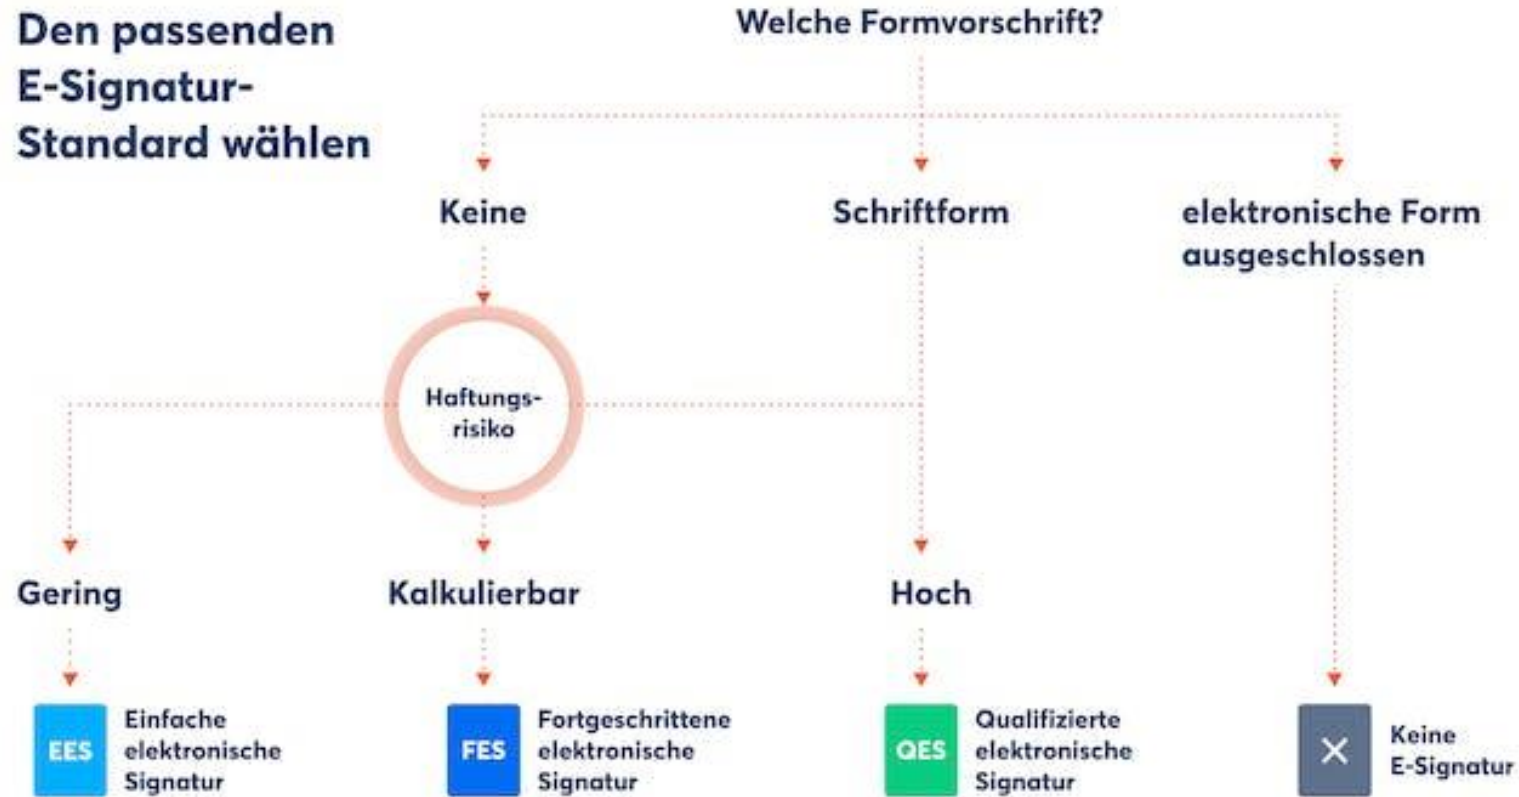 Den passenden
E-Signatur-
Standard wählen
Welche Formvorschrift?
Keine
Schriftform
elektronische Form
ausgeschlossen
Haftungs-
risiko
Gering
Kalkulierbar
Hoch
EES
Einfache
elektronische
Signatur
FES
Fortgeschrittene
elektronische
Signatur
QES
Qualifizierte
elektronische
Signatur
Keine
E-Signatur